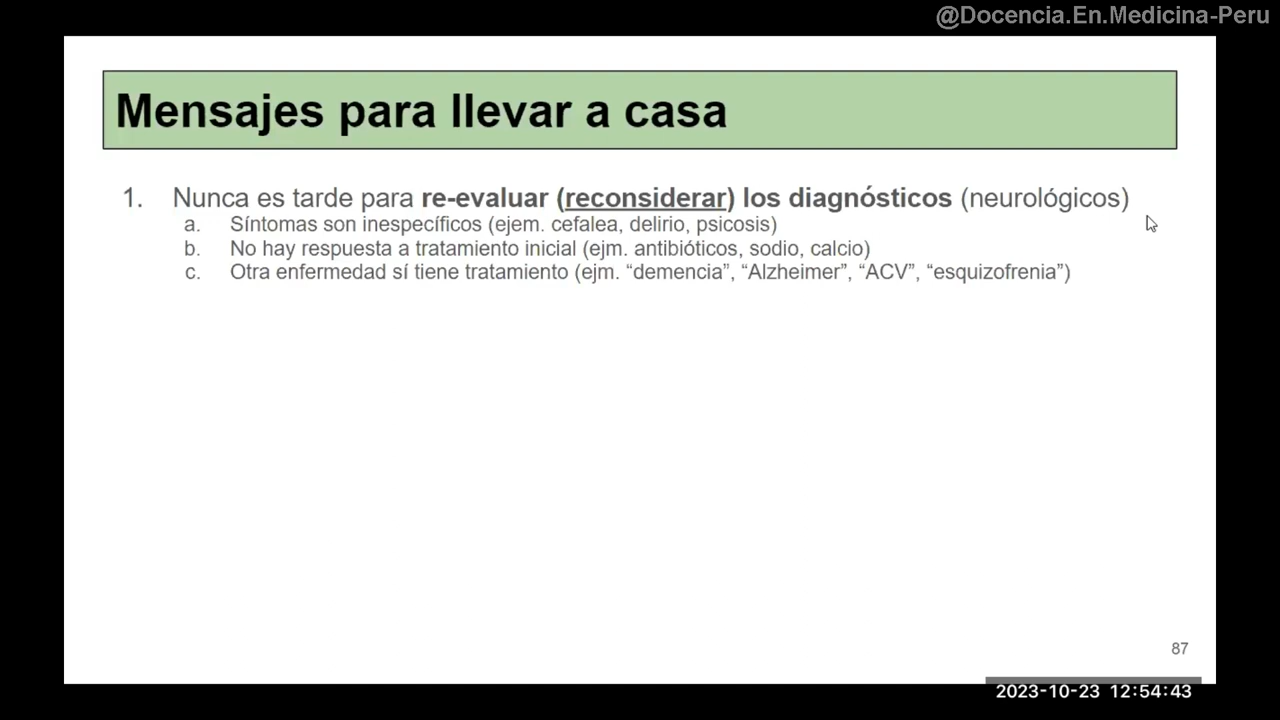 @Docencia.En.Medicina-Peru
Mensajes para llevar a casa
1. Nunca es tarde para re-evaluar (reconsiderar) los diagnósticos (neurológicos)
a. Síntomas son inespecíficos (ejem. cefalea, delirio, psicosis)
b. No hay respuesta a tratamiento inicial (ejm. antibióticos, sodio, calcio)
c. Otra enfermedad sí tiene tratamiento (ejm. “demencia”, “Alzheimer”, “ACV”, “esquizofrenia”)
87
2023-10-23 12:54:43